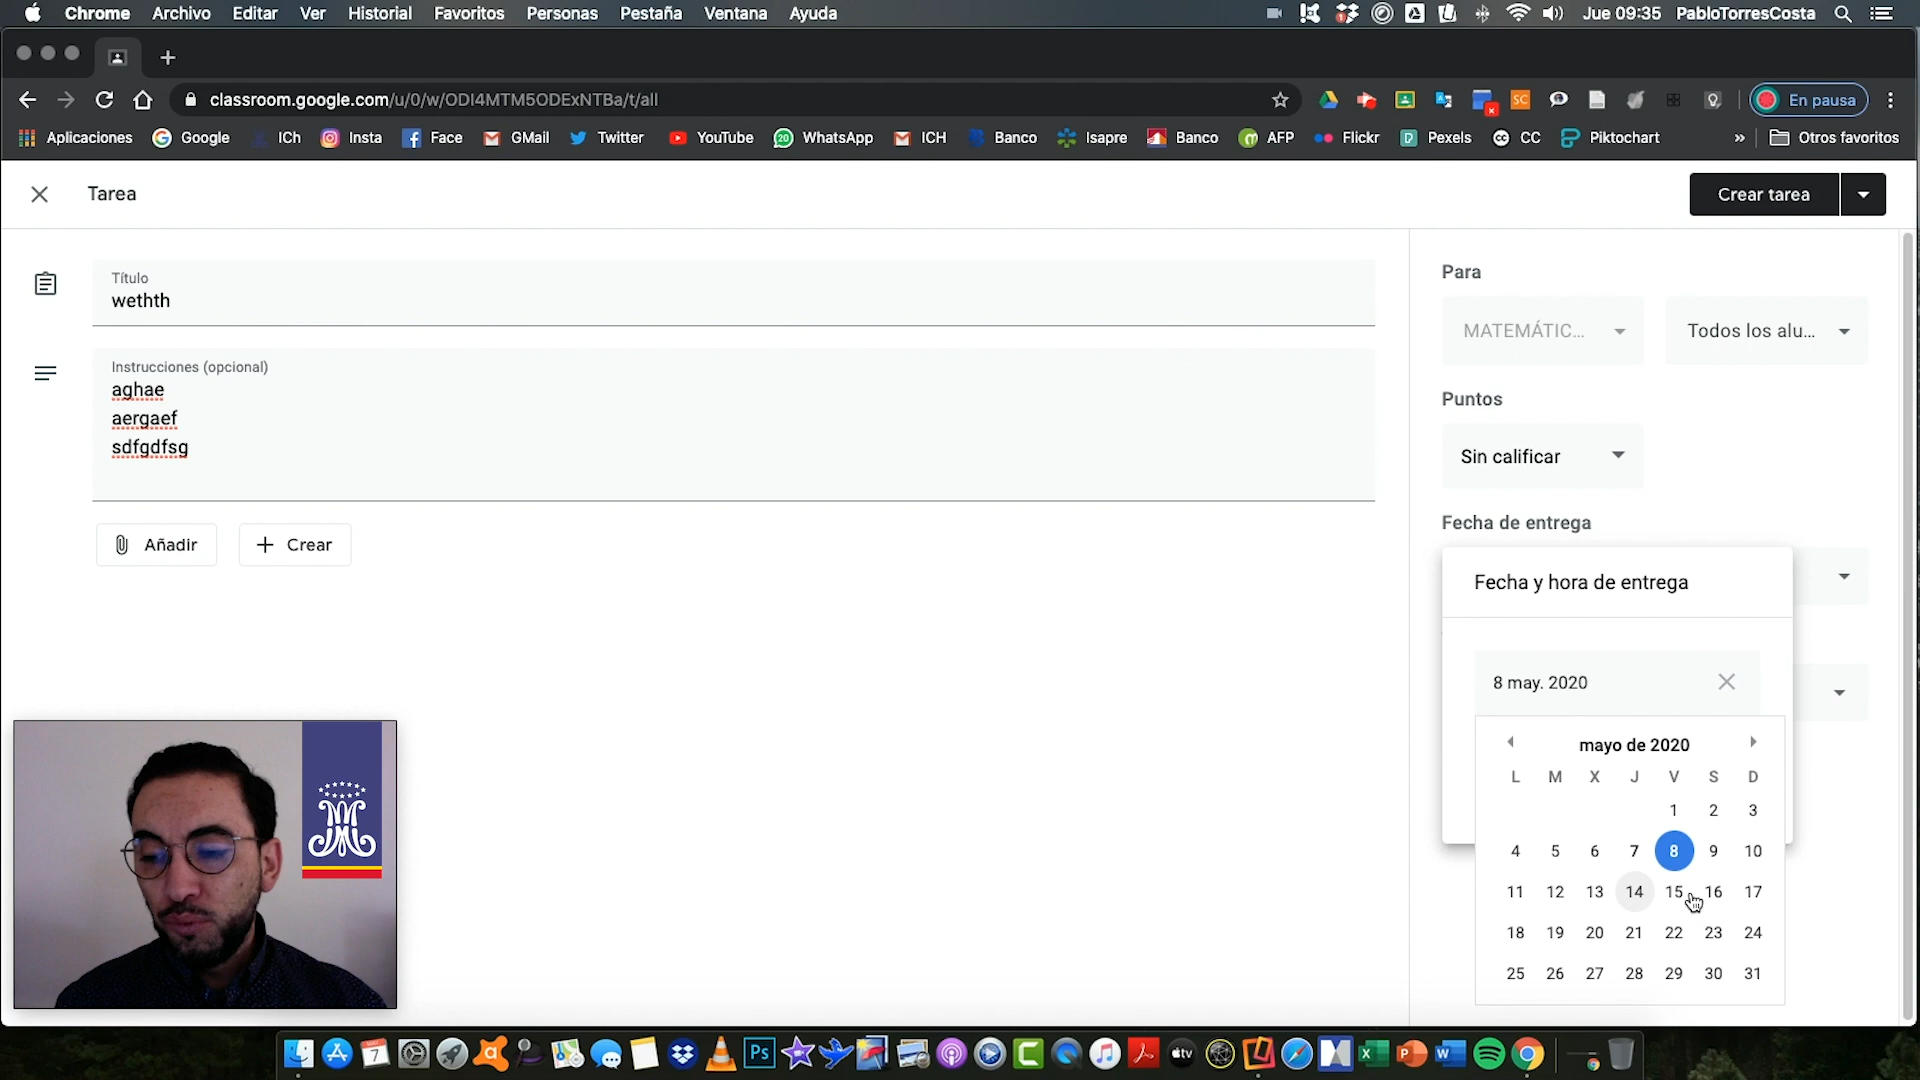 Chrome Archivo Editar Ver Historial Favoritos Personas Pestaña Ventana Ayuda
Jue 09:35 PabloTorresCosta
classroom.google.com/u/0/w/ODI4MTM5ODExNTBa/t/all
SC
En pausa
Aplicaciones Google ICh Insta Face GMail Twitter YouTube WhatsApp ICH Banco Isapre Banco AFP Flickr Pexels CC Piktochart » Otros favoritos
Tarea
Crear tarea
Título
wethth
Instrucciones (opcional)
aghae
aergaef
sdfgdfsg
Añadir
Crear
Para
MATEMÁTIC...
Todos los alu...
Puntos
Sin calificar
Fecha de entrega
Fecha y hora de entrega
8 may. 2020
mayo de 2020
L M X J V S D
1 2 3
4 5 6 7 8 9 10
11 12 13 14 15 16 17
18 19 20 21 22 23 24
25 26 27 28 29 30 31
7
Ps
tv